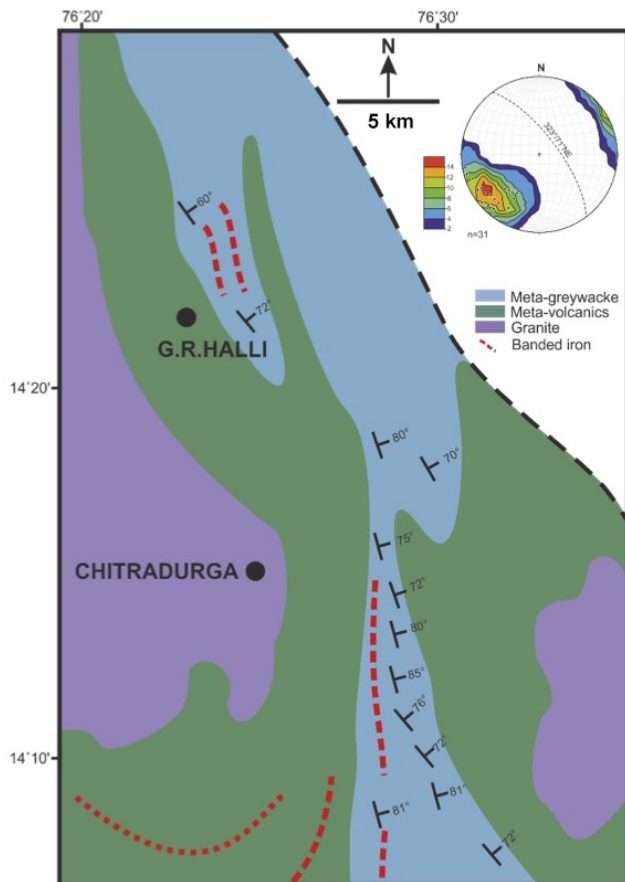 76°20'
76°30'
N
5 km
N
323°/71°NE
14
12
10
8
6
4
2
n=31
Meta-greywacke
Meta-volcanics
Granite
Banded iron
60°
72°
G.R.HALLI
14°20'
80°
70°
75°
CHITRADURGA
72°
80°
85°
76°
72°
14°10'
81°
81°
72°